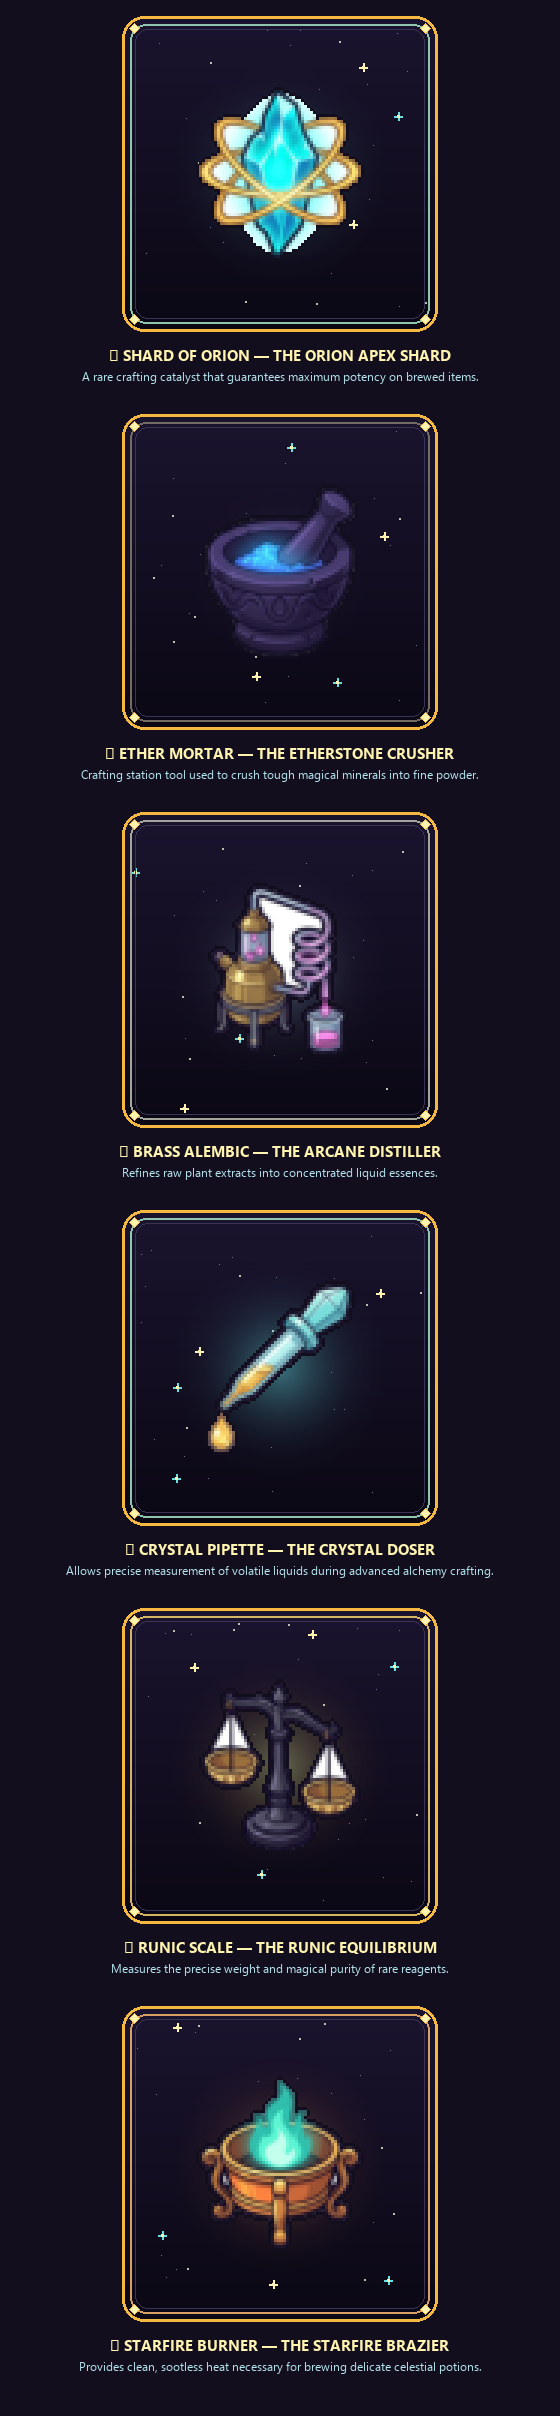 SHARD OF ORION — THE ORION APEX SHARD
A rare crafting catalyst that guarantees maximum potency on brewed items.
ETHER MORTAR — THE ETHERSTONE CRUSHER
Crafting station tool used to crush tough magical minerals into fine powder.
BRASS ALEMBIC — THE ARCANE DISTILLER
Refines raw plant extracts into concentrated liquid essences.
CRYSTAL PIPETTE — THE CRYSTAL DOSER
Allows precise measurement of volatile liquids during advanced alchemy crafting.
RUNIC SCALE — THE RUNIC EQUILIBRIUM
Measures the precise weight and magical purity of rare reagents.
STARFIRE BURNER — THE STARFIRE BRAZIER
Provides clean, sootless heat necessary for brewing delicate celestial potions.